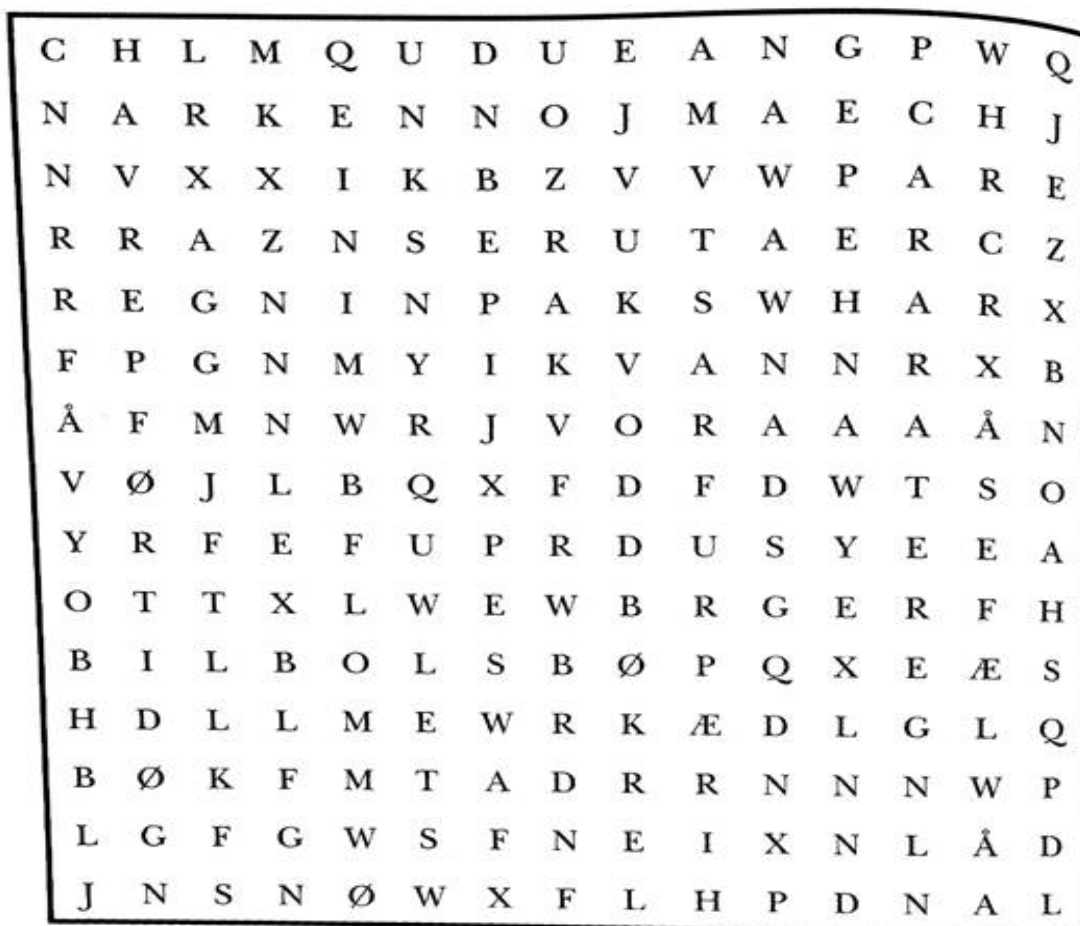 C H L M Q U D U E A N G P W Q
N A R K E N N O J M A E C H J
N V X X I K B Z V V W P A R E
R R A Z N S E R U T A E R C Z
R E G N I N P A K S W H A R X
F P G N M Y I K V A N N R X B
Å F M N W R J V O R A A A Å N
V Ø J L B Q X F D F D W T S O
Y R F E F U P R D U S Y E E A
O T T X L W E W B R G E R F H
B I L B O L S B Ø P Q X E Æ S
H D L L M E W R K Æ D L G L Q
B Ø K F M T A D R R N N N W P
L G F G W S F N E I X N L Å D
J N S N Ø W X F L H P D N A L